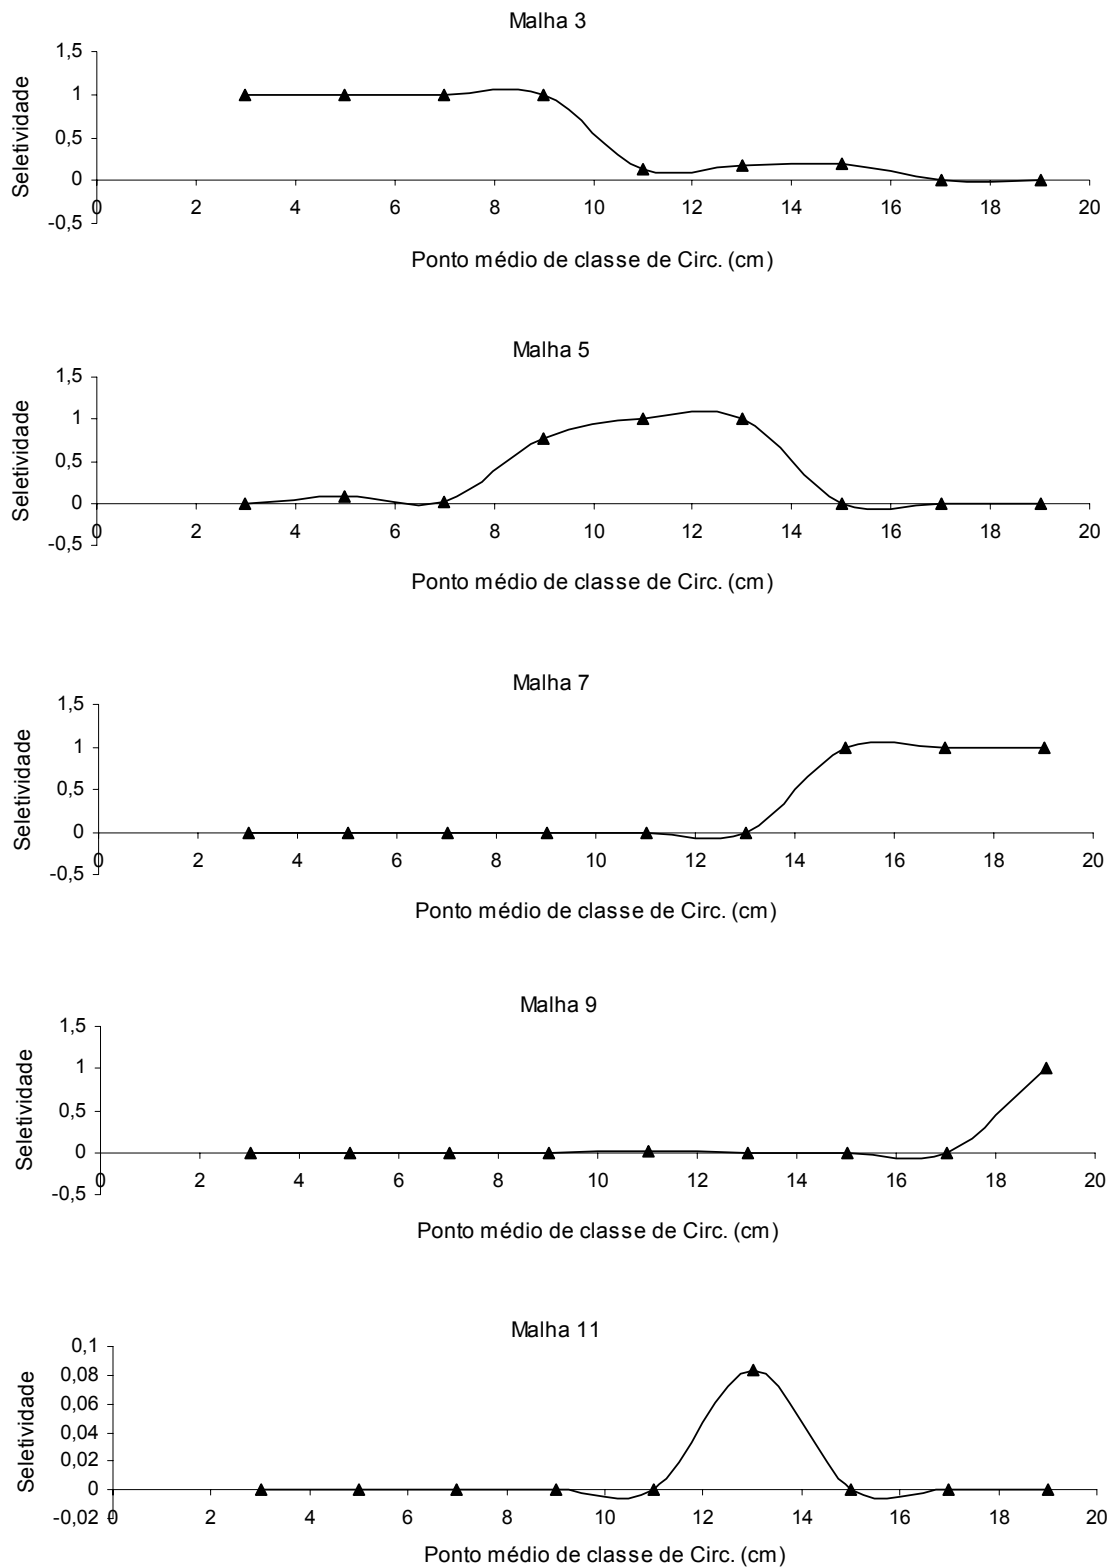 Malha 3
1,5
1
0,5
0
-0,5
Seletividade
0 2 4 6 8 10 12 14 16 18 20
Ponto médio de classe de Circ. (cm)
Malha 5
1,5
1
0,5
0
-0,5
Seletividade
0 2 4 6 8 10 12 14 16 18 20
Ponto médio de classe de Circ. (cm)
Malha 7
1,5
1
0,5
0
-0,5
Seletividade
0 2 4 6 8 10 12 14 16 18 20
Ponto médio de classe de Circ. (cm)
Malha 9
1,5
1
0,5
0
-0,5
Seletividade
0 2 4 6 8 10 12 14 16 18 20
Ponto médio de classe de Circ. (cm)
Malha 11
0,1
0,08
0,06
0,04
0,02
0
-0,02
Seletividade
0 2 4 6 8 10 12 14 16 18 20
Ponto médio de classe de Circ. (cm)